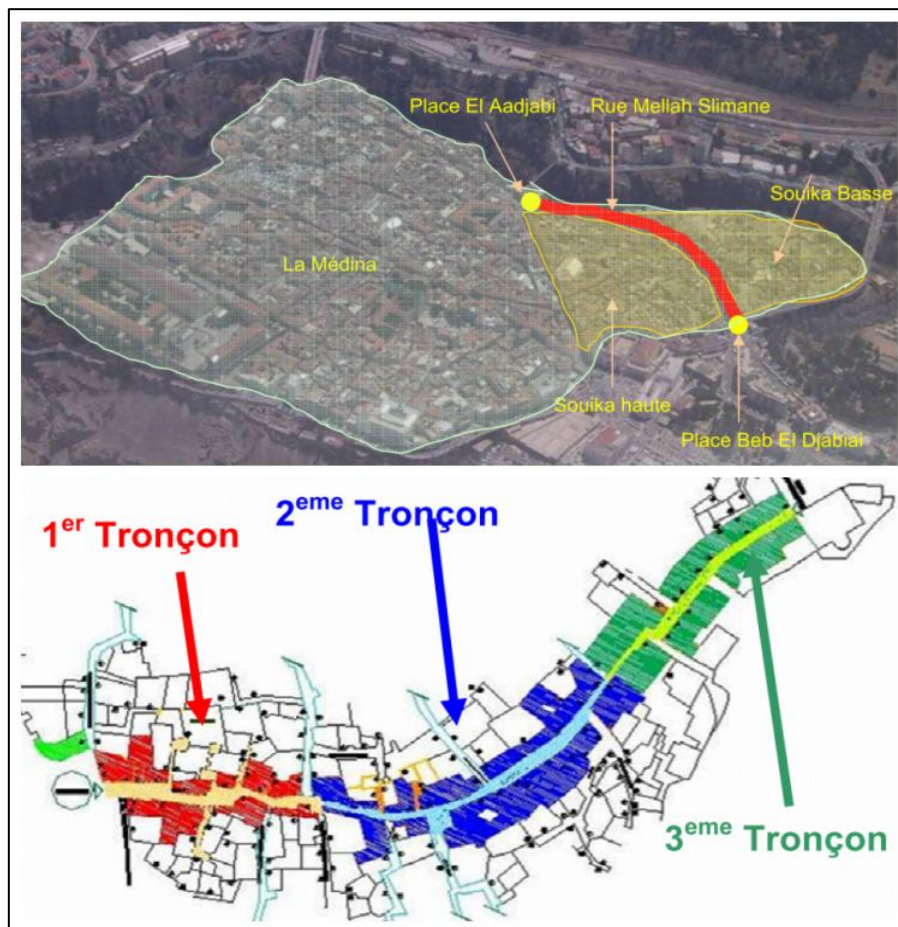 Place El Aadjabi
Rue Mellah Slimane
Souika Basse
La Médina
Souika haute
Place Beb El Djabiai
2eme Tronçon
1er Tronçon
3eme Tronçon